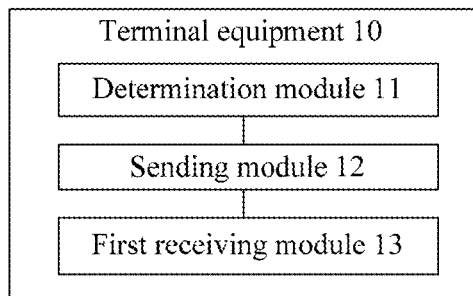 Terminal equipment 10
Determination module 11
Sending module 12
First receiving module 13